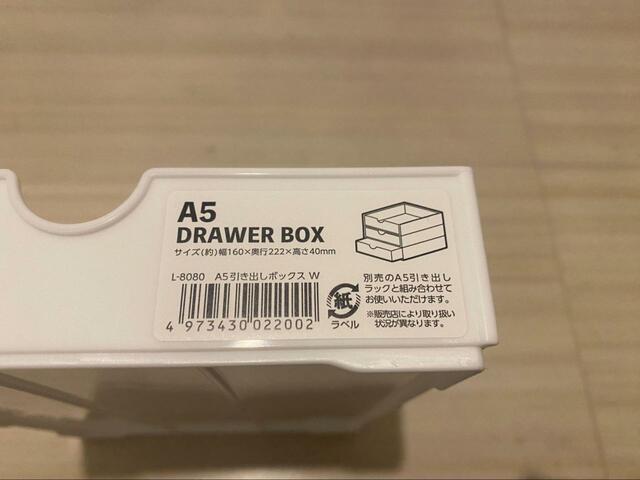 A5
DRAWER BOX
サイズ(約)幅160×奥行222×高さ40mm
L-8080 A5引き出しボックス W
4 973430 022002
紙
ラベル
別売のA5引き出し
ラックと組み合わせて
お使いいただけます。
※販売店により取り扱い
状況が異なります。